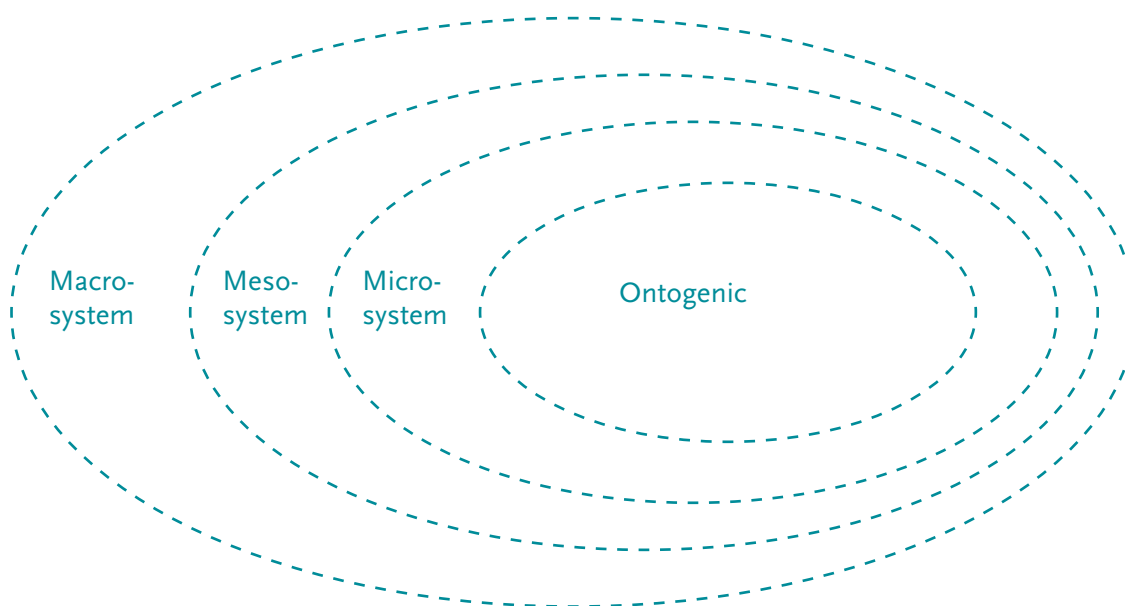 Macro-
system
Meso-
system
Micro-
system
Ontogenic